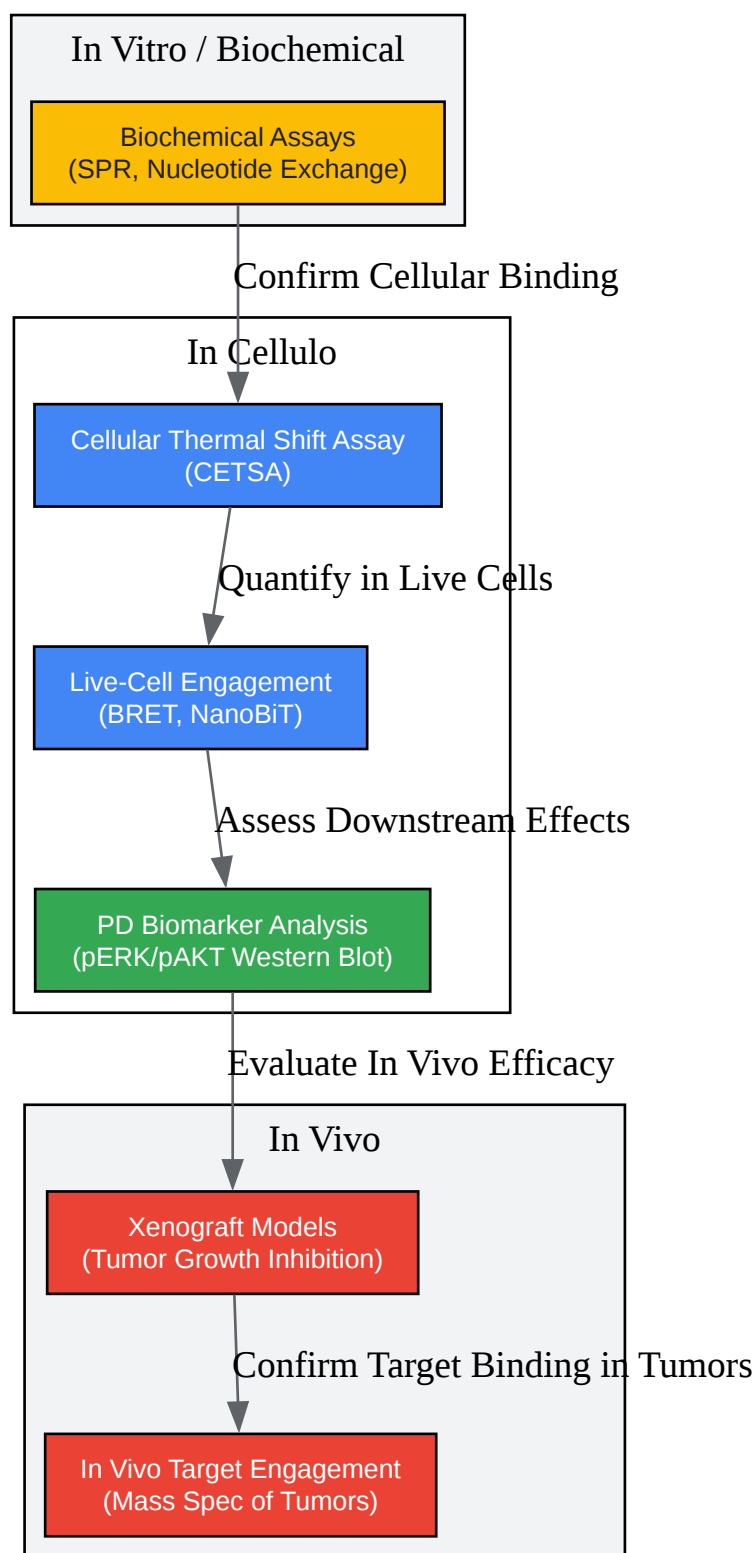 In Vitro / Biochemical
Biochemical Assays
(SPR, Nucleotide Exchange)
Confirm Cellular Binding
In Cellulo
Cellular Thermal Shift Assay
(CETSA)
Quantify in Live Cells
Live-Cell Engagement
(BRET, NanoBiT)
Assess Downstream Effects
PD Biomarker Analysis
(pERK/pAKT Western Blot)
Evaluate In Vivo Efficacy
In Vivo
Xenograft Models
(Tumor Growth Inhibition)
Confirm Target Binding in Tumors
In Vivo Target Engagement
(Mass Spec of Tumors)